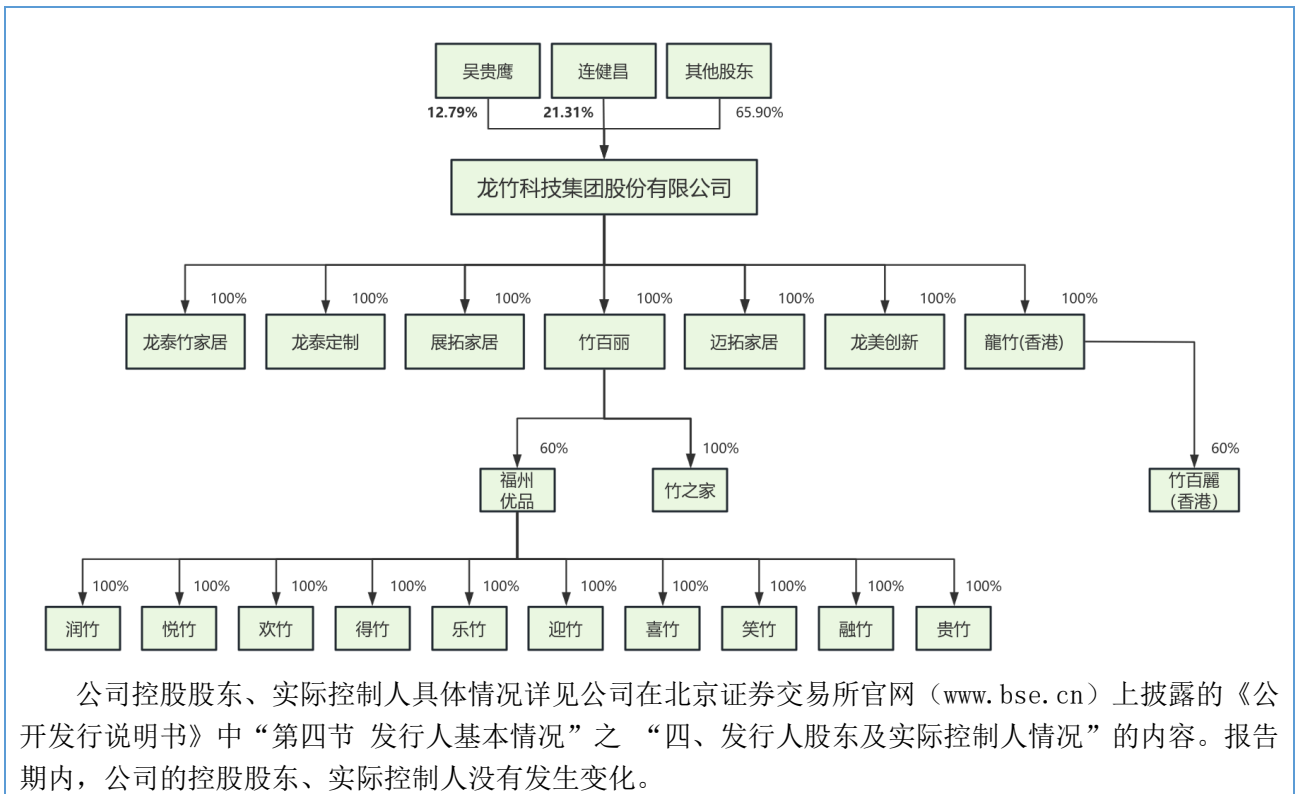 吴贵鹰 连健昌 其他股东
12.79% 21.31% 65.90%
龙竹科技集团股份有限公司
100% 100% 100% 100% 100% 100% 100%
龙泰竹家居 龙泰定制 展拓家居 竹百丽 迈拓家居 龙美创新 龍竹(香港)
60% 100% 60%
福州
优品
竹之家
竹百麗
(香港)
100% 100% 100% 100% 100% 100% 100% 100% 100% 100%
润竹 悦竹 欢竹 得竹 乐竹 迎竹 喜竹 笑竹 融竹 贵竹
公司控股股东、实际控制人具体情况详见公司在北京证券交易所官网（www.bse.cn）上披露的《公
开发行说明书》中“第四节 发行人基本情况”之 “四、发行人股东及实际控制人情况”的内容。报告
期内，公司的控股股东、实际控制人没有发生变化。